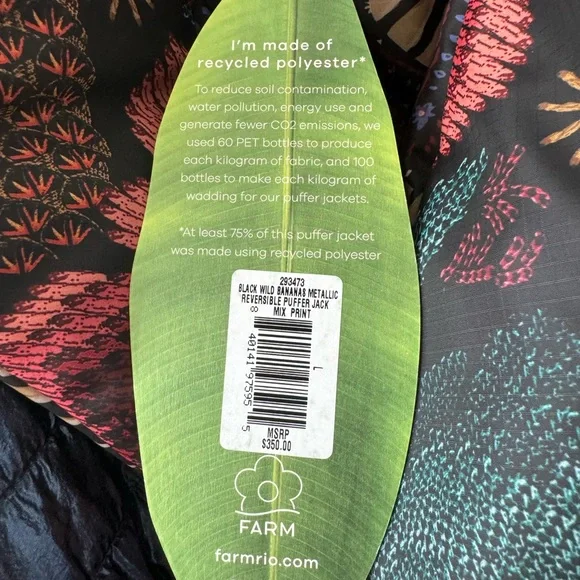 I'm made of
recycled polyester*
To reduce soil contamination,
water pollution, energy use and
generate fewer CO2 emissions, we
used 60 PET bottles to produce
each kilogram of fabric, and 100
bottles to make each kilogram of
wadding for our puffer jackets.
*At least 75% of this puffer jacket
was made using recycled polyester
293473
BLACK WILD BANANAS METALLIC
REVERSIBLE PUFFER JACK
MIX PRINT
8 40141 97595 5
L
MSRP
$350.00
FARM
farmrio.com